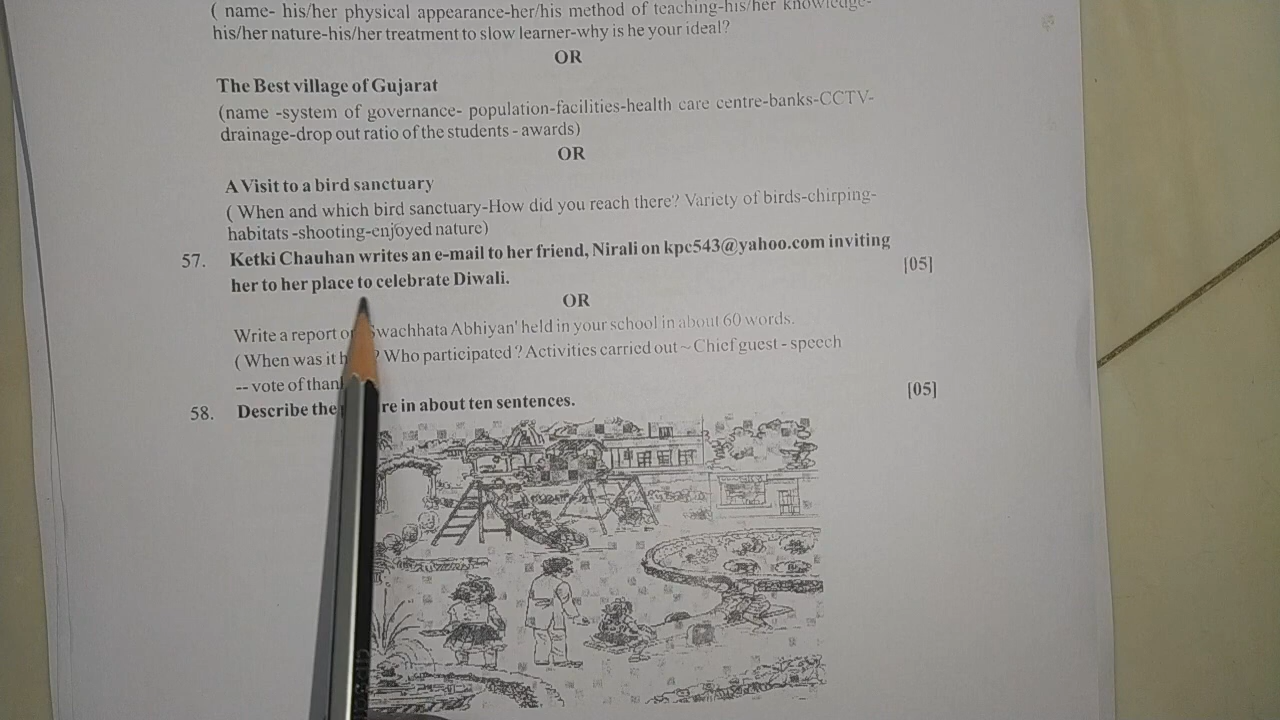 ( name- his/her physical appearance-her/his method of teaching-his/her knowledge-
his/her nature-his/her treatment to slow learner-why is he your ideal?
OR
The Best village of Gujarat
(name -system of governance- population-facilities-health care centre-banks-CCTV-
drainage-drop out ratio of the students - awards)
OR
A Visit to a bird sanctuary
( When and which bird sanctuary-How did you reach there? Variety of birds-chirping-
habitats -shooting-enjoyed nature)
57. Ketki Chauhan writes an e-mail to her friend, Nirali on kpc543@yahoo.com inviting
her to her place to celebrate Diwali. [05]
OR
Write a report Swachhata Abhiyan' held in your school in about 60 words.
( When was it ? Who participated ? Activities carried out ~ Chief guest - speech
-- vote of
58. Describe the in about ten sentences. [05]